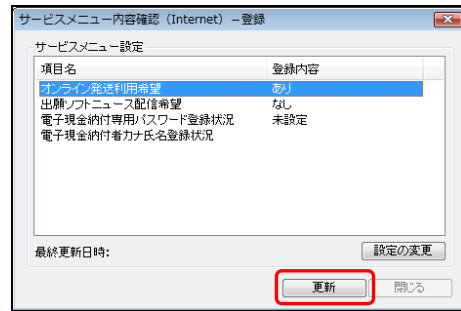 サービスメニュー内容確認（Internet）－登録
サービスメニュー設定
項目名 登録内容
オンライン発送利用希望 あり
出願ソフトニュース配信希望 なし
電子現金納付専用パスワード登録状況 未設定
電子現金納付者カナ氏名登録状況
最終更新日時: 設定の変更
更新 閉じる